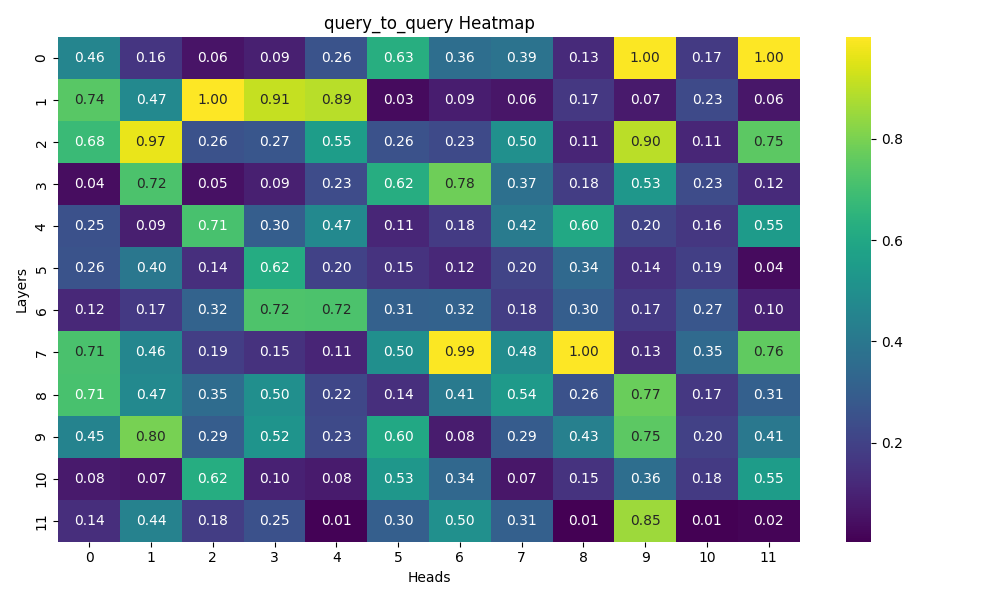 query_to_query Heatmap
0 0.46 0.16 0.06 0.09 0.26 0.63 0.36 0.39 0.13 1.00 0.17 1.00
1 0.74 0.47 1.00 0.91 0.89 0.03 0.09 0.06 0.17 0.07 0.23 0.06
2 0.68 0.97 0.26 0.27 0.55 0.26 0.23 0.50 0.11 0.90 0.11 0.75
3 0.04 0.72 0.05 0.09 0.23 0.62 0.78 0.37 0.18 0.53 0.23 0.12
4 0.25 0.09 0.71 0.30 0.47 0.11 0.18 0.42 0.60 0.20 0.16 0.55
5 0.26 0.40 0.14 0.62 0.20 0.15 0.12 0.20 0.34 0.14 0.19 0.04
6 0.12 0.17 0.32 0.72 0.72 0.31 0.32 0.18 0.30 0.17 0.27 0.10
7 0.71 0.46 0.19 0.15 0.11 0.50 0.99 0.48 1.00 0.13 0.35 0.76
8 0.71 0.47 0.35 0.50 0.22 0.14 0.41 0.54 0.26 0.77 0.17 0.31
9 0.45 0.80 0.29 0.52 0.23 0.60 0.08 0.29 0.43 0.75 0.20 0.41
10 0.08 0.07 0.62 0.10 0.08 0.53 0.34 0.07 0.15 0.36 0.18 0.55
11 0.14 0.44 0.18 0.25 0.01 0.30 0.50 0.31 0.01 0.85 0.01 0.02
0 1 2 3 4 5 6 7 8 9 10 11
Heads
Layers
0.8
0.6
0.4
0.2